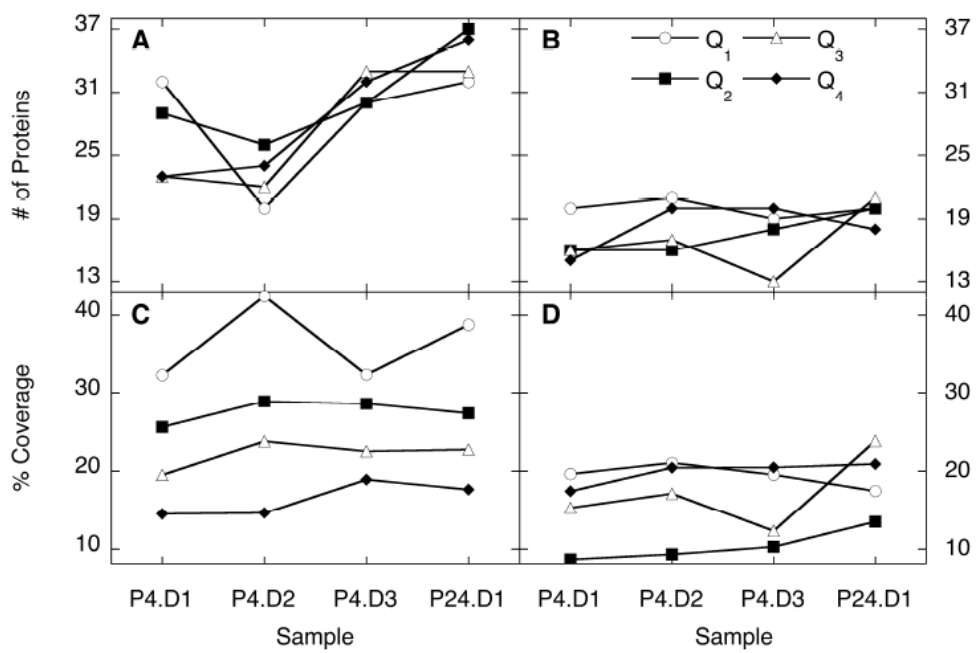 A
B
37
31
25
19
13
# of Proteins
Q1
Q3
Q2
Q4
37
31
25
19
13
C
D
40
30
20
10
% Coverage
40
30
20
10
P4.D1 P4.D2 P4.D3 P24.D1
P4.D1 P4.D2 P4.D3 P24.D1
Sample
Sample